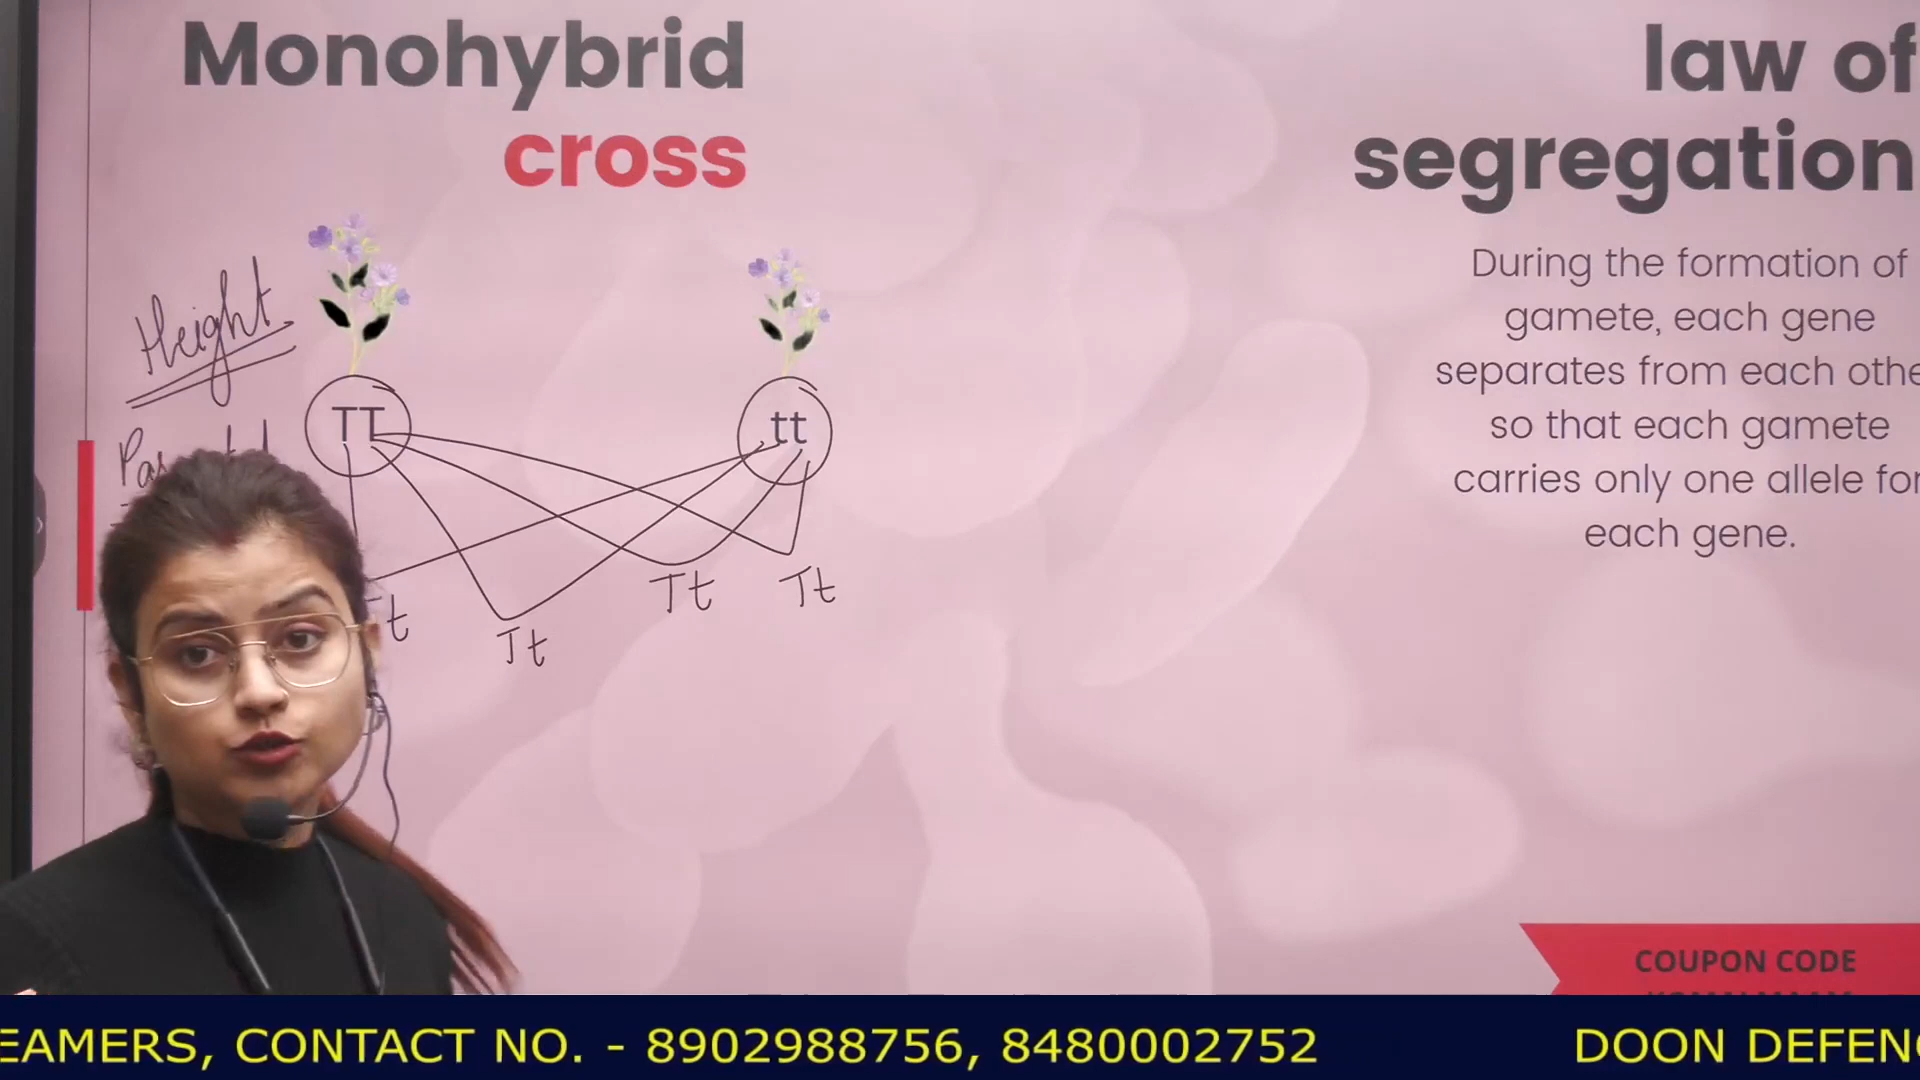 Monohybrid
cross
law of
segregation
During the formation of
gamete, each gene
separates from each othe
so that each gamete
carries only one allele for
each gene.
Height
TT
tt
t
Tt
Tt
Tt
COUPON CODE
EAMERS, CONTACT NO. - 8902988756, 8480002752
DOON DEFENC